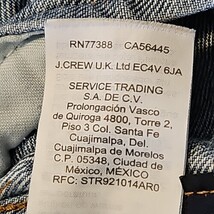 RN77388 CA56445
J.CREW U.K. Ltd EC4V 6JA
SERVICE TRADING
S.A. DE C.V.
Prolongación Vasco
de Quiroga 4800, Torre 2,
Piso 3 Col. Santa Fe
Cuajimalpa, Del.
Cuajimalpa de Morelos
C.P. 05348, Ciudad de
México, México
RFC: STR921014AR0